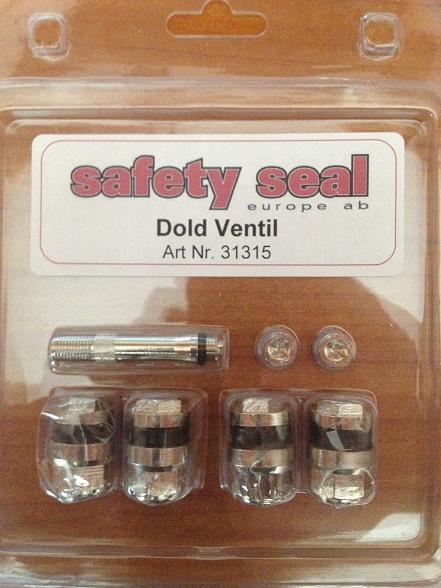 safety seal
europe ab
Dold Ventil
Art Nr. 31315